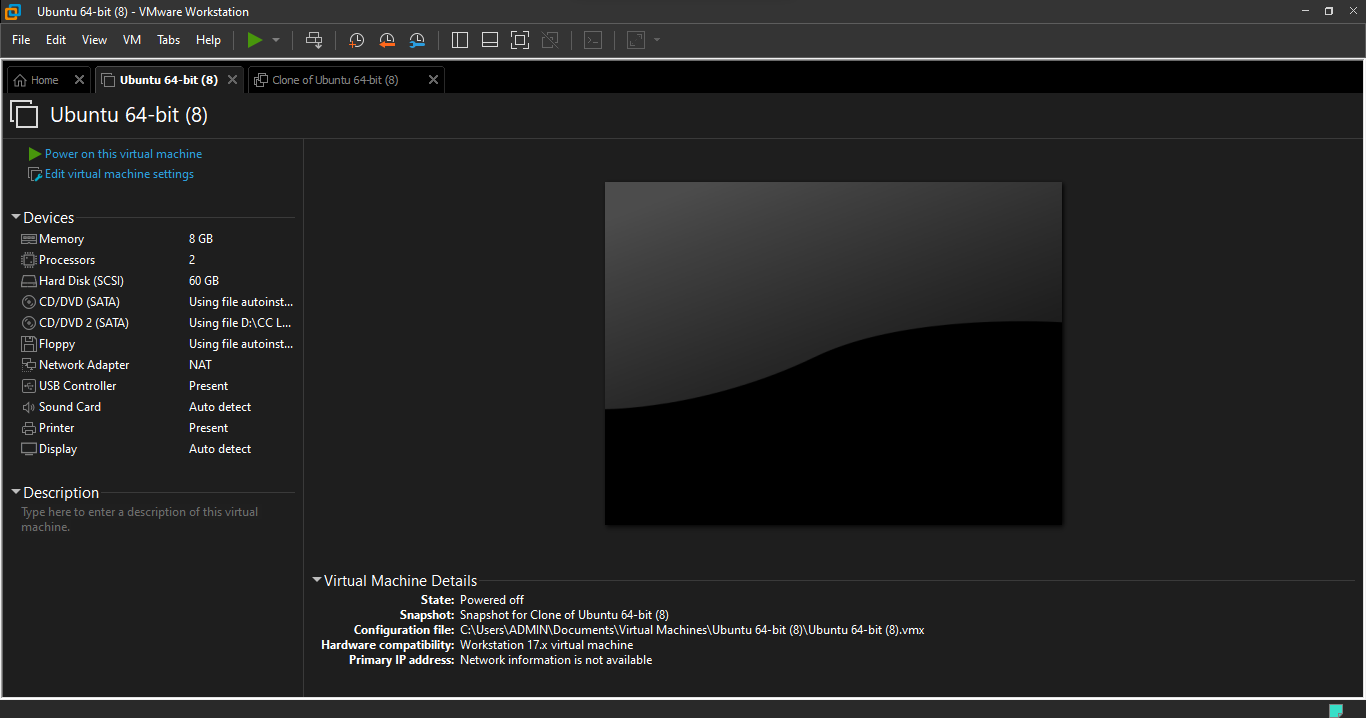 Ubuntu 64-bit (8) - VMware Workstation
File Edit View VM Tabs Help
Home Ubuntu 64-bit (8) Clone of Ubuntu 64-bit (8)
Ubuntu 64-bit (8)
Power on this virtual machine
Edit virtual machine settings
Devices
Memory 8 GB
Processors 2
Hard Disk (SCSI) 60 GB
CD/DVD (SATA) Using file autoinst...
CD/DVD 2 (SATA) Using file D:\CC L...
Floppy Using file autoinst...
Network Adapter NAT
USB Controller Present
Sound Card Auto detect
Printer Present
Display Auto detect
Description
Type here to enter a description of this virtual
machine.
Virtual Machine Details
State: Powered off
Snapshot: Snapshot for Clone of Ubuntu 64-bit (8)
Configuration file: C:\Users\ADMIN\Documents\Virtual Machines\Ubuntu 64-bit (8)\Ubuntu 64-bit (8).vmx
Hardware compatibility: Workstation 17.x virtual machine
Primary IP address: Network information is not available